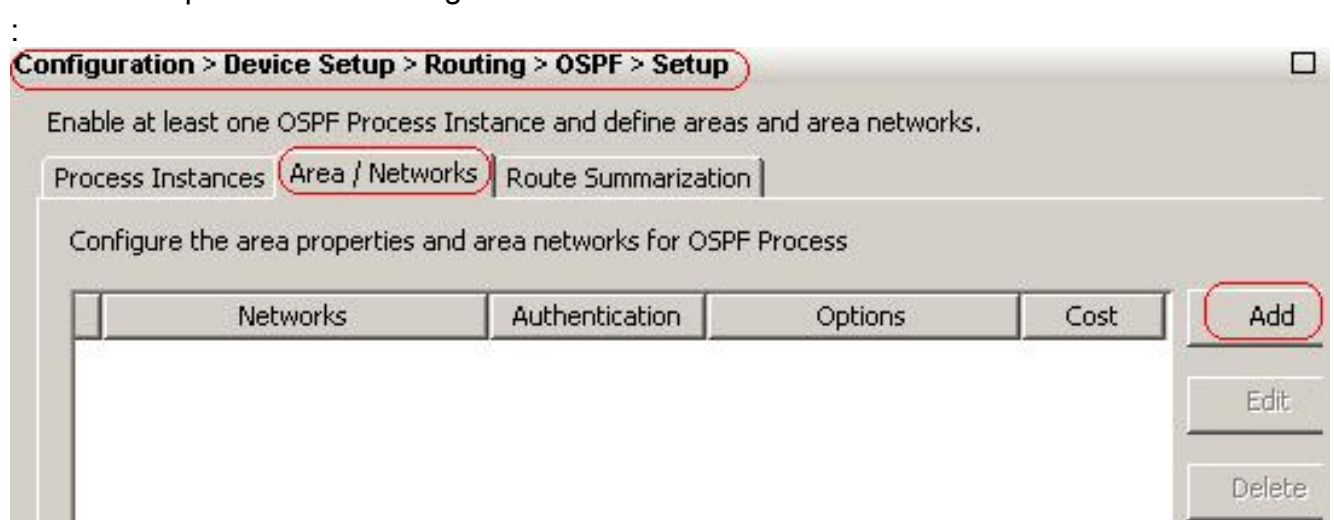 :
Configuration > Device Setup > Routing > OSPF > Setup
Enable at least one OSPF Process Instance and define areas and area networks.
Process Instances Area / Networks Route Summarization
Configure the area properties and area networks for OSPF Process
Networks Authentication Options Cost Add
Edit
Delete